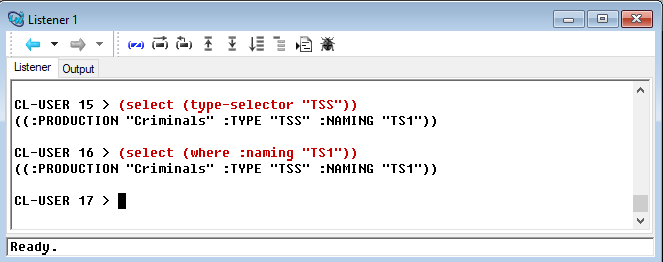 Listener 1
Listener
Output
CL-USER 15 > (select (type-selector "TSS"))
((:PRODUCTION "Criminals" :TYPE "TSS" :NAMING "TS1"))
CL-USER 16 > (select (where :naming "TS1"))
((:PRODUCTION "Criminals" :TYPE "TSS" :NAMING "TS1"))
CL-USER 17 >
Ready.